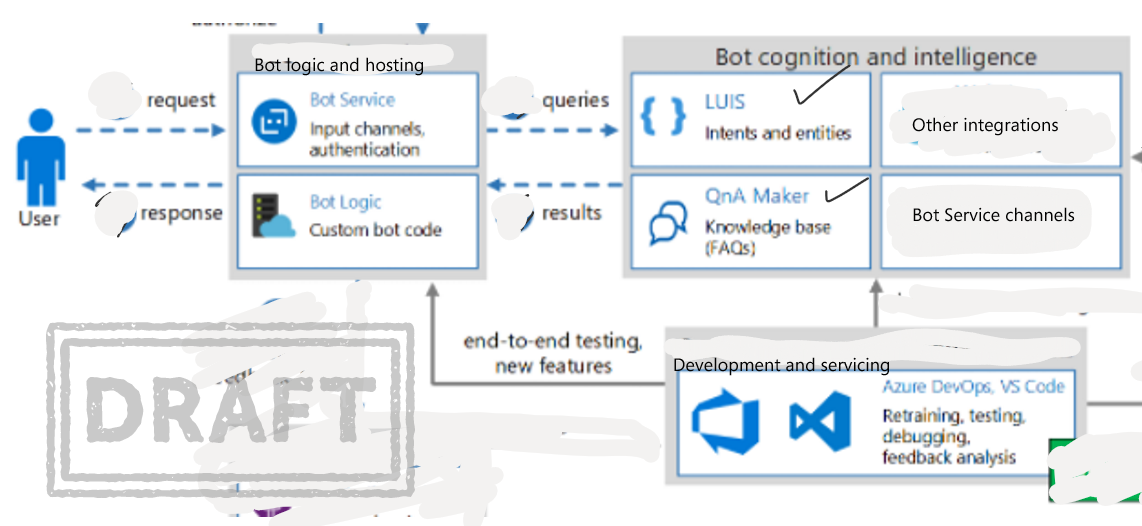 Bot logic and hosting
Bot cognition and intelligence
request
Bot Service
Input channels,
authentication
queries
LUIS
Intents and entities
Other integrations
User
response
Bot Logic
Custom bot code
results
QnA Maker
Knowledge base
(FAQs)
Bot Service channels
end-to-end testing,
new features
Development and servicing
Azure DevOps, VS Code
Retraining, testing,
debugging,
feedback analysis
DRAFT